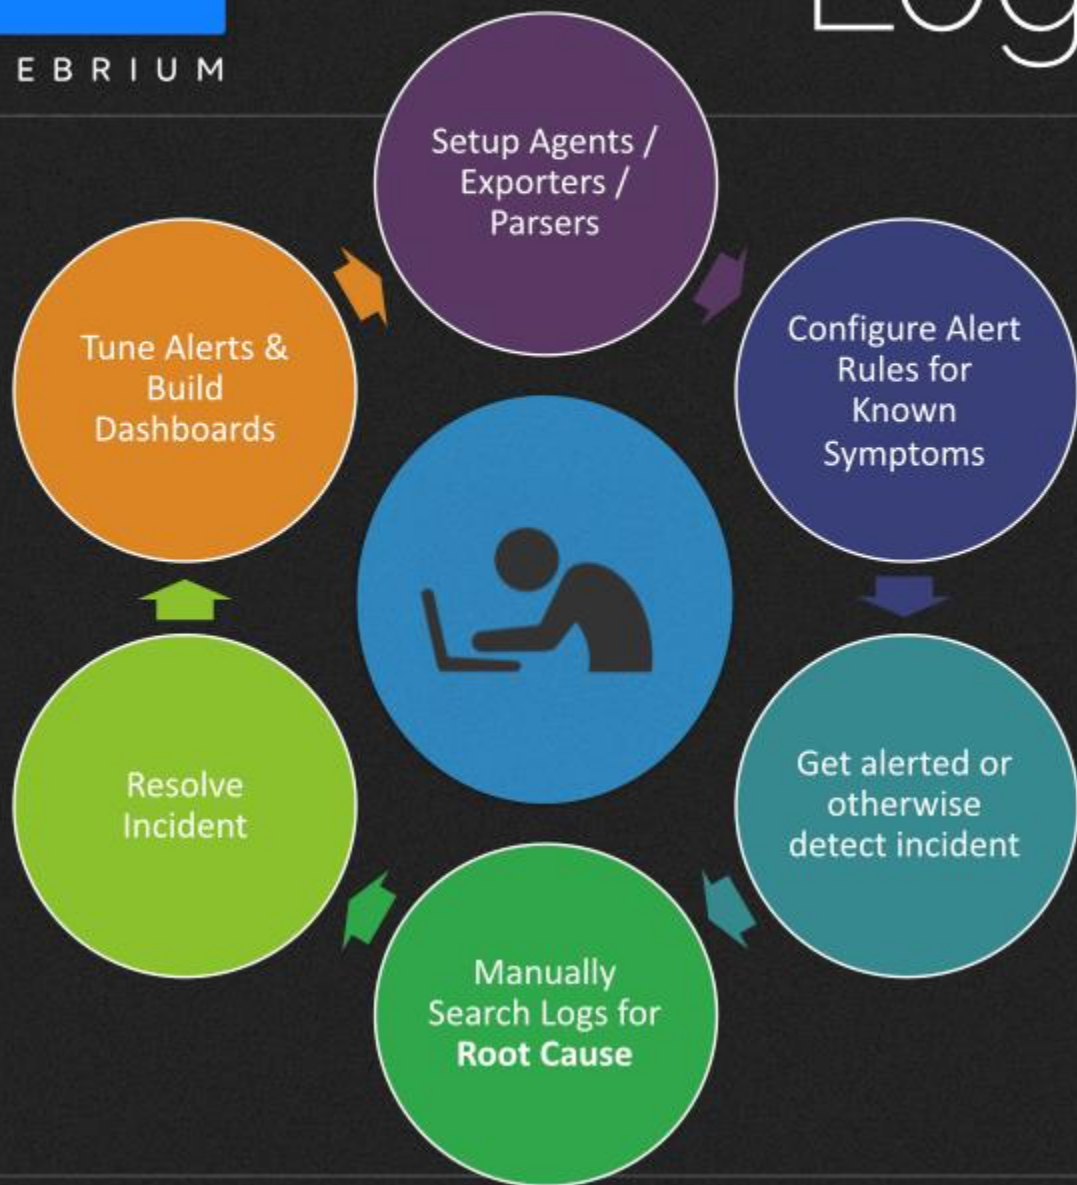 EBRIUM
Log
Setup Agents /
Exporters /
Parsers
Configure Alert
Rules for
Known
Symptoms
Get alerted or
otherwise
detect incident
Manually
Search Logs for
Root Cause
Resolve
Incident
Tune Alerts &
Build
Dashboards